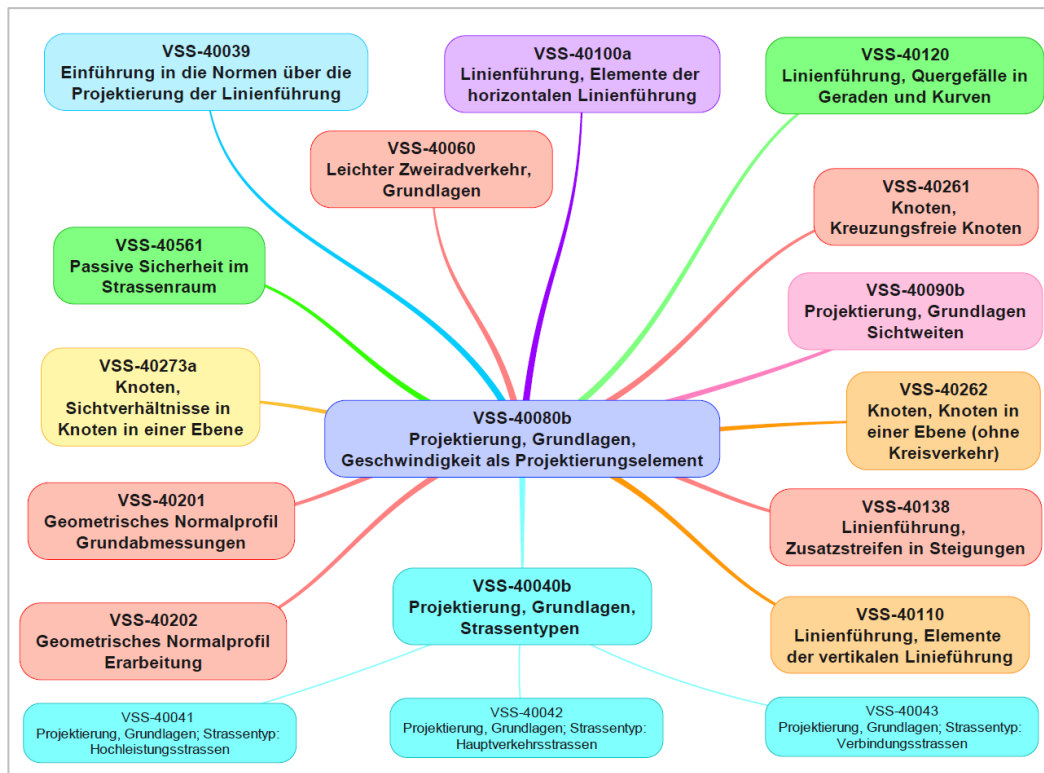 VSS-40039
Einführung in die Normen über die
Projektierung der Linienführung
VSS-40100a
Linienführung, Elemente der
horizontalen Linienführung
VSS-40120
Linienführung, Quergefälle in
Geraden und Kurven
VSS-40060
Leichter Zweiradverkehr,
Grundlagen
VSS-40261
Knoten,
Kreuzungsfreie Knoten
VSS-40561
Passive Sicherheit im
Strassenraum
VSS-40090b
Projektierung, Grundlagen
Sichtweiten
VSS-40273a
Knoten,
Sichtverhältnisse in
Knoten in einer Ebene
VSS-40080b
Projektierung, Grundlagen,
Geschwindigkeit als Projektierungselement
VSS-40262
Knoten, Knoten in
einer Ebene (ohne
Kreisverkehr)
VSS-40201
Geometrisches Normalprofil
Grundabmessungen
VSS-40138
Linienführung,
Zusatzstreifen in Steigungen
VSS-40040b
Projektierung, Grundlagen,
Strassentypen
VSS-40202
Geometrisches Normalprofil
Erarbeitung
VSS-40110
Linienführung, Elemente
der vertikalen Linieführung
VSS-40041
Projektierung, Grundlagen; Strassentyp:
Hochleistungsstrassen
VSS-40042
Projektierung, Grundlagen; Strassentyp:
Hauptverkehrsstrassen
VSS-40043
Projektierung, Grundlagen; Strassentyp:
Verbindungsstrassen